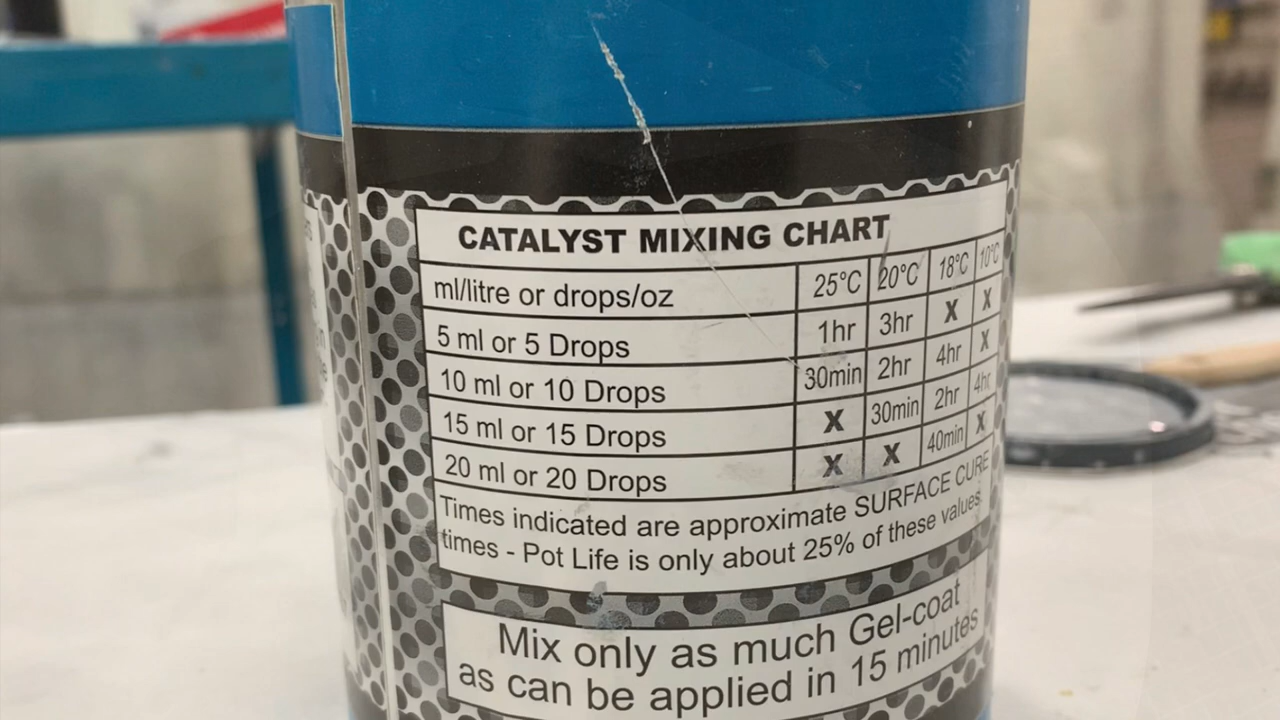 CATALYST MIXING CHART
ml/litre or drops/oz 25°C 20°C 18°C 10°C
5 ml or 5 Drops 1hr 3hr X X
10 ml or 10 Drops 30min 2hr 4hr X
15 ml or 15 Drops X 30min 2hr 4hr
20 ml or 20 Drops X X 40min X
Times indicated are approximate SURFACE CURE
times - Pot Life is only about 25% of these values
Mix only as much Gel-coat
as can be applied in 15 minutes